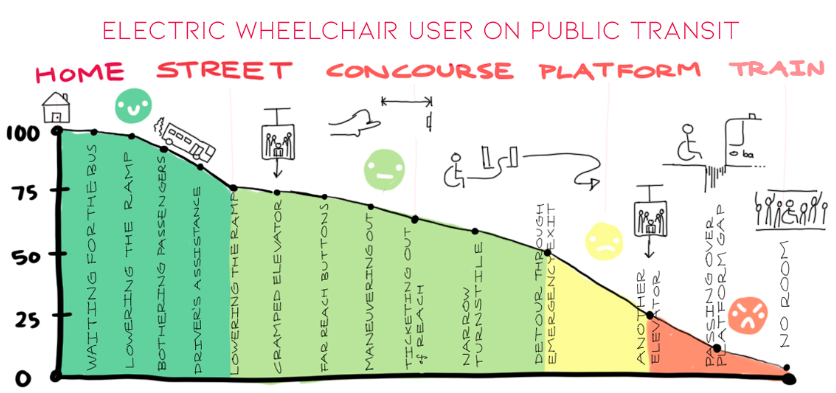 ELECTRIC WHEELCHAIR USER ON PUBLIC TRANSIT
HOME STREET CONCOURSE PLATFORM TRAIN
100
75
50
25
0
WAITING FOR THE BUS
LOWERING THE RAMP
BOTHERING PASSENGERS
DRIVER'S ASSISTANCE
LOWERING THE RAMP
CRAMPED ELEVATOR
FAR REACH BUTTONS
MANEUVERING OUT
TICKETING OUT
of REACH
NARROW
TURNSTILE
DETOUR THROUGH
EMERGENCY EXIT
ANOTHER
ELEVATOR
PASSING OVER
PLATFORM GAP
NO ROOM
ba